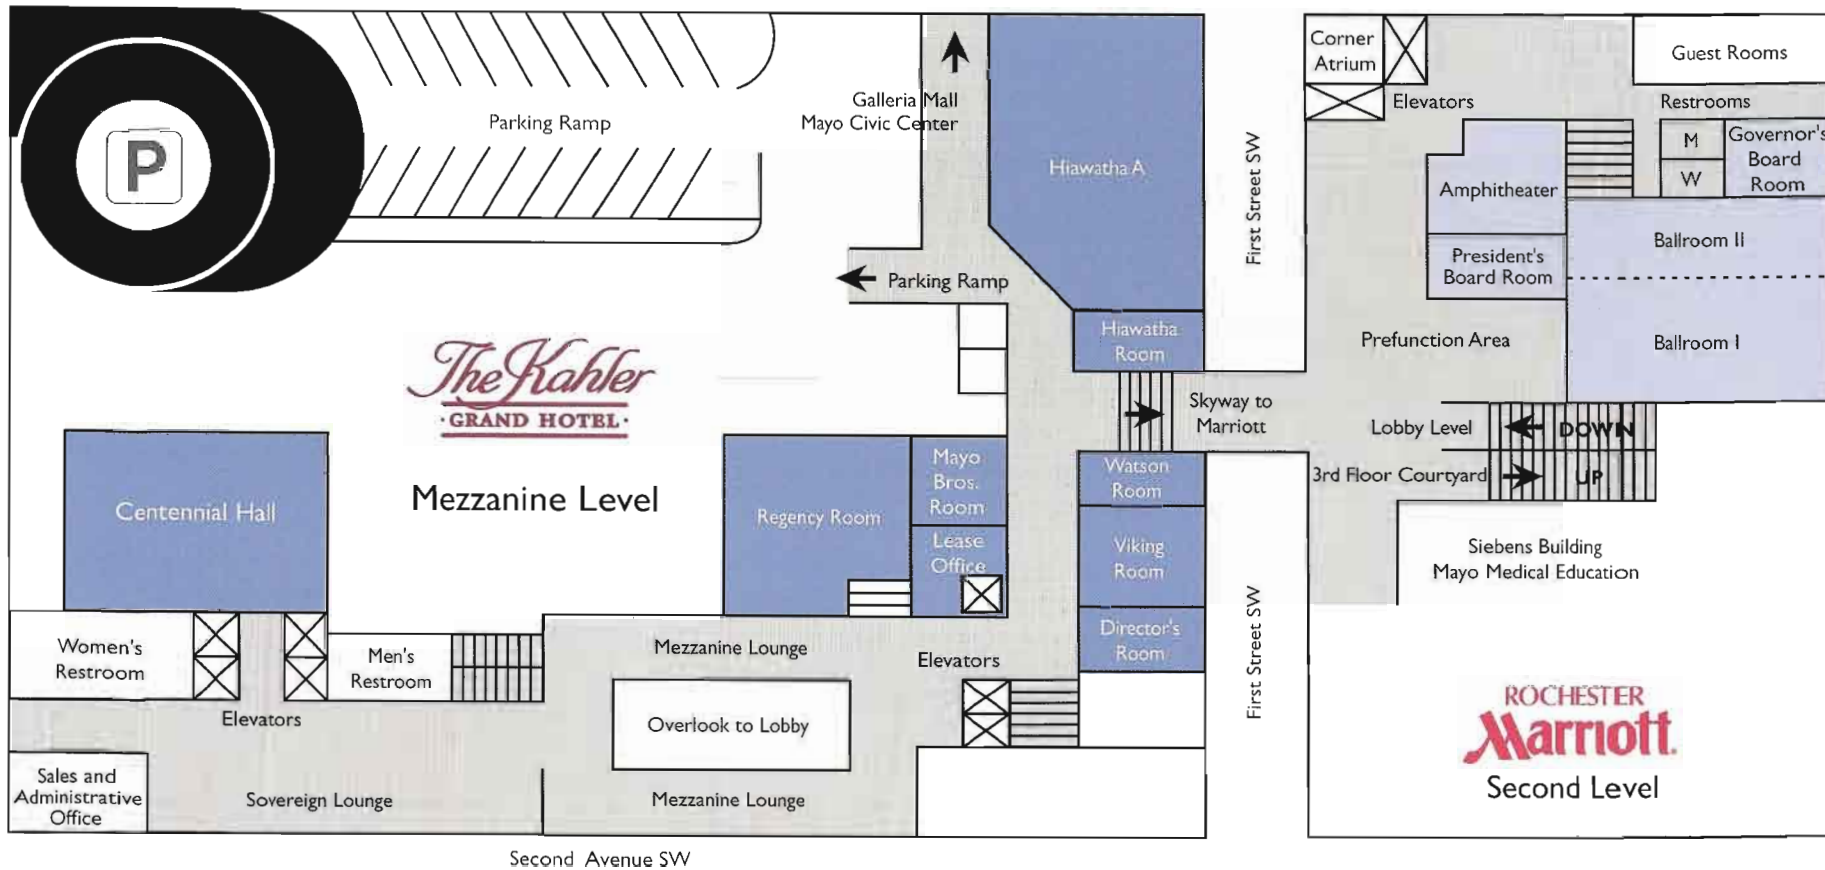 P
Parking Ramp
Galleria Mall
Mayo Civic Center
Hiawatha A
Parking Ramp
Hiawatha
Room
The Kahler
· GRAND HOTEL ·
Mezzanine Level
Centennial Hall
Regency Room
Mayo
Bros.
Room
Lease
Office
Skyway to
Marriott
Watson
Room
Viking
Room
Director's
Room
Women's
Restroom
Men's
Restroom
Elevators
Mezzanine Lounge
Elevators
Overlook to Lobby
Sales and
Administrative
Office
Sovereign Lounge
Mezzanine Lounge
Second Avenue SW
First Street SW
First Street SW
Corner
Atrium
Guest Rooms
Elevators
Restrooms
M
W
Governor's
Board
Room
Amphitheater
President's
Board Room
Ballroom II
Prefunction Area
Ballroom I
Lobby Level
DOWN
3rd Floor Courtyard
UP
Siebens Building
Mayo Medical Education
ROCHESTER
Marriott.
Second Level